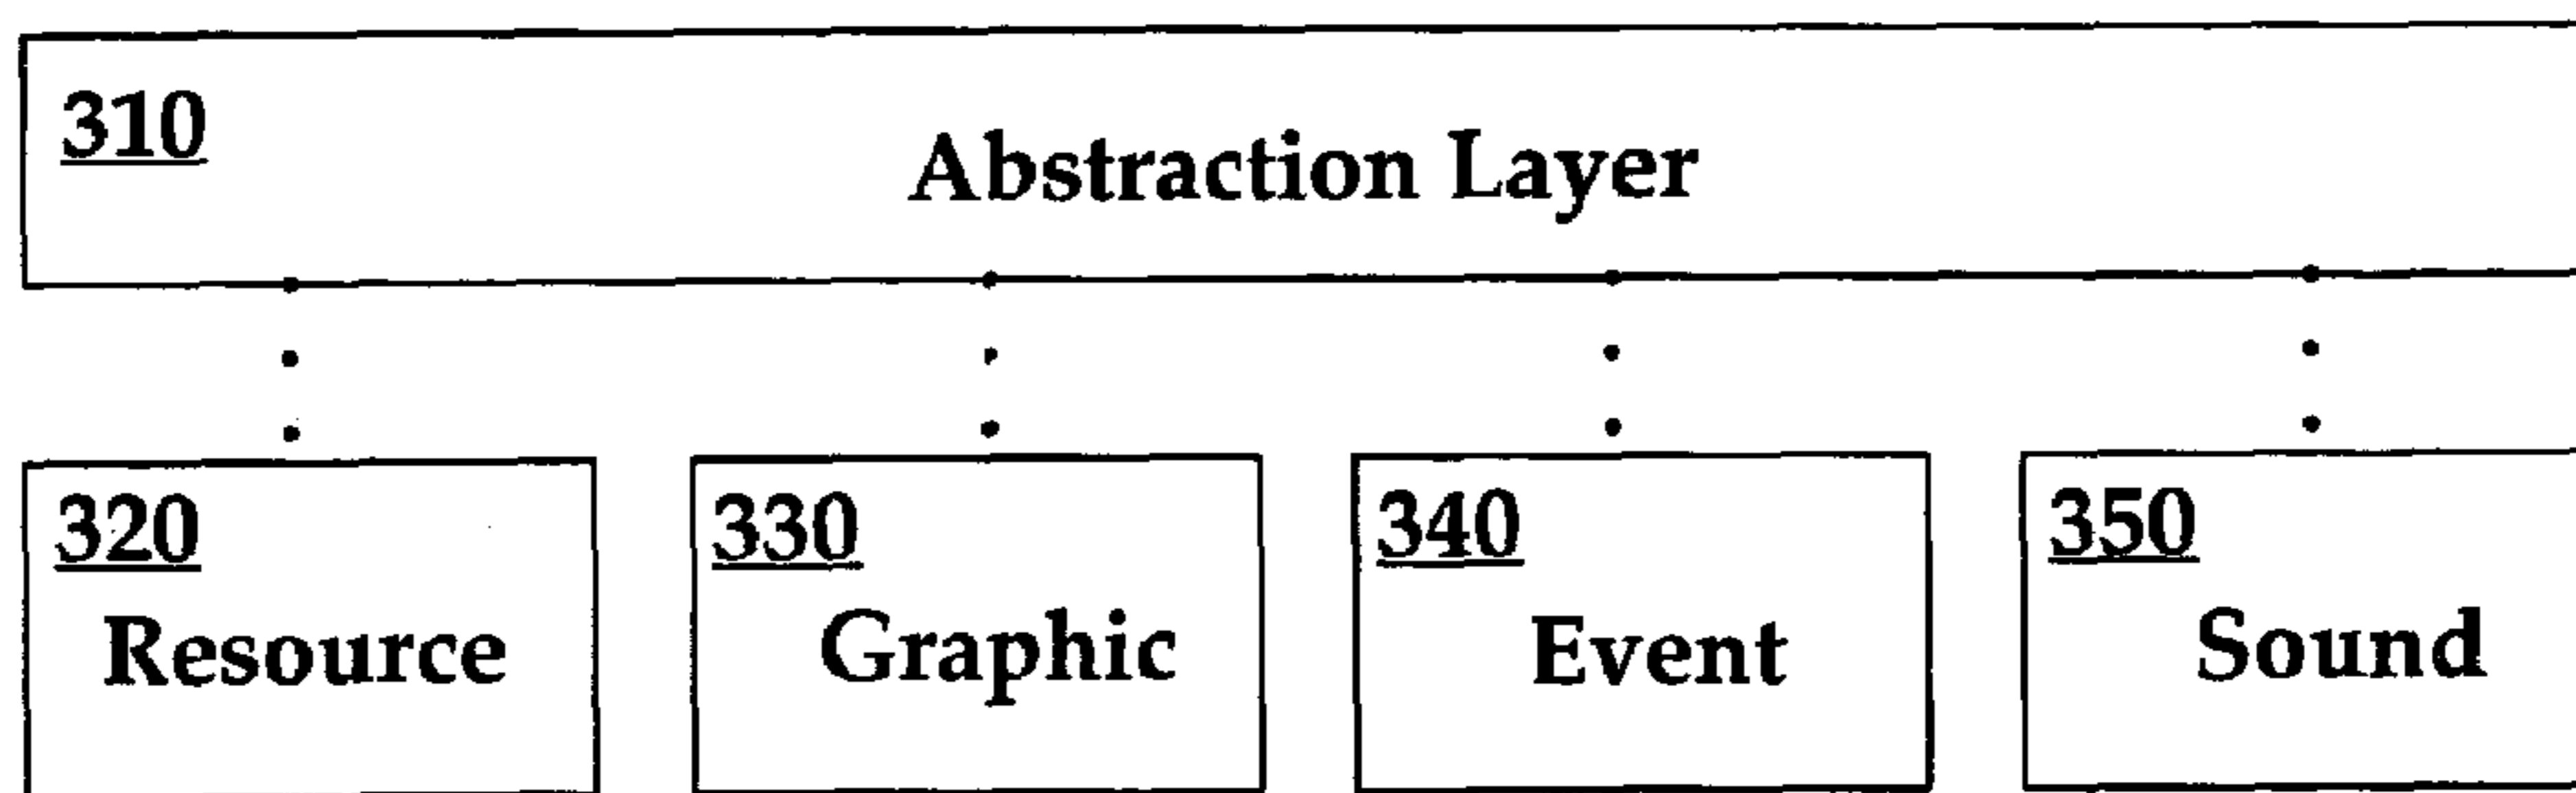 310
Abstraction Layer
320
Resource
330
Graphic
340
Event
350
Sound